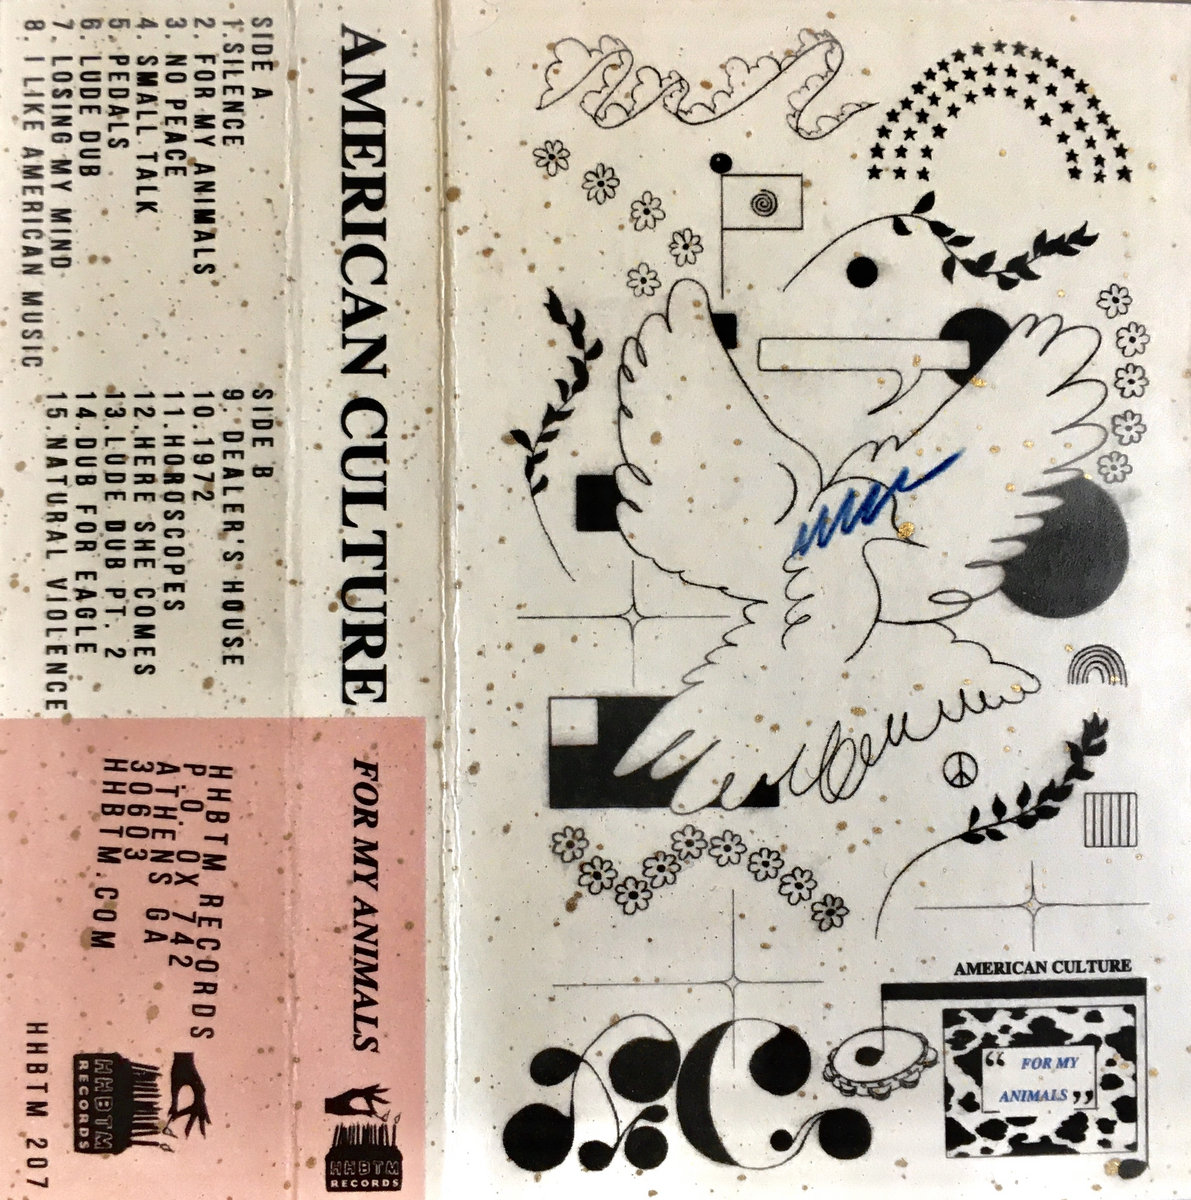 AMERICAN CULTURE
“ FOR MY
ANIMALS ”
AMERICAN CULTURE
FOR MY ANIMALS
HHBTM
RECORDS
SIDE A
1.SILENCE
2. FOR MY ANIMALS
3. NO PEACE
4. SMALL TALK
5. PEDALS
6. LUDE DUB
7. LOSING MY MIND
8. I LIKE AMERICAN MUSIC
SIDE B
9. DEALER'S HOUSE
10.1972
11.HOROSCOPES
12.HERE SHE COMES
13.LUDE DUB PT. 2
14.DUB FOR EAGLE
15.NATURAL VIOLENCE
HHBTM RECORDS
P.O. OX 742
ATHENS GA
30603
HHBTM.COM
HHBTM
RECORDS
HHBTM 207